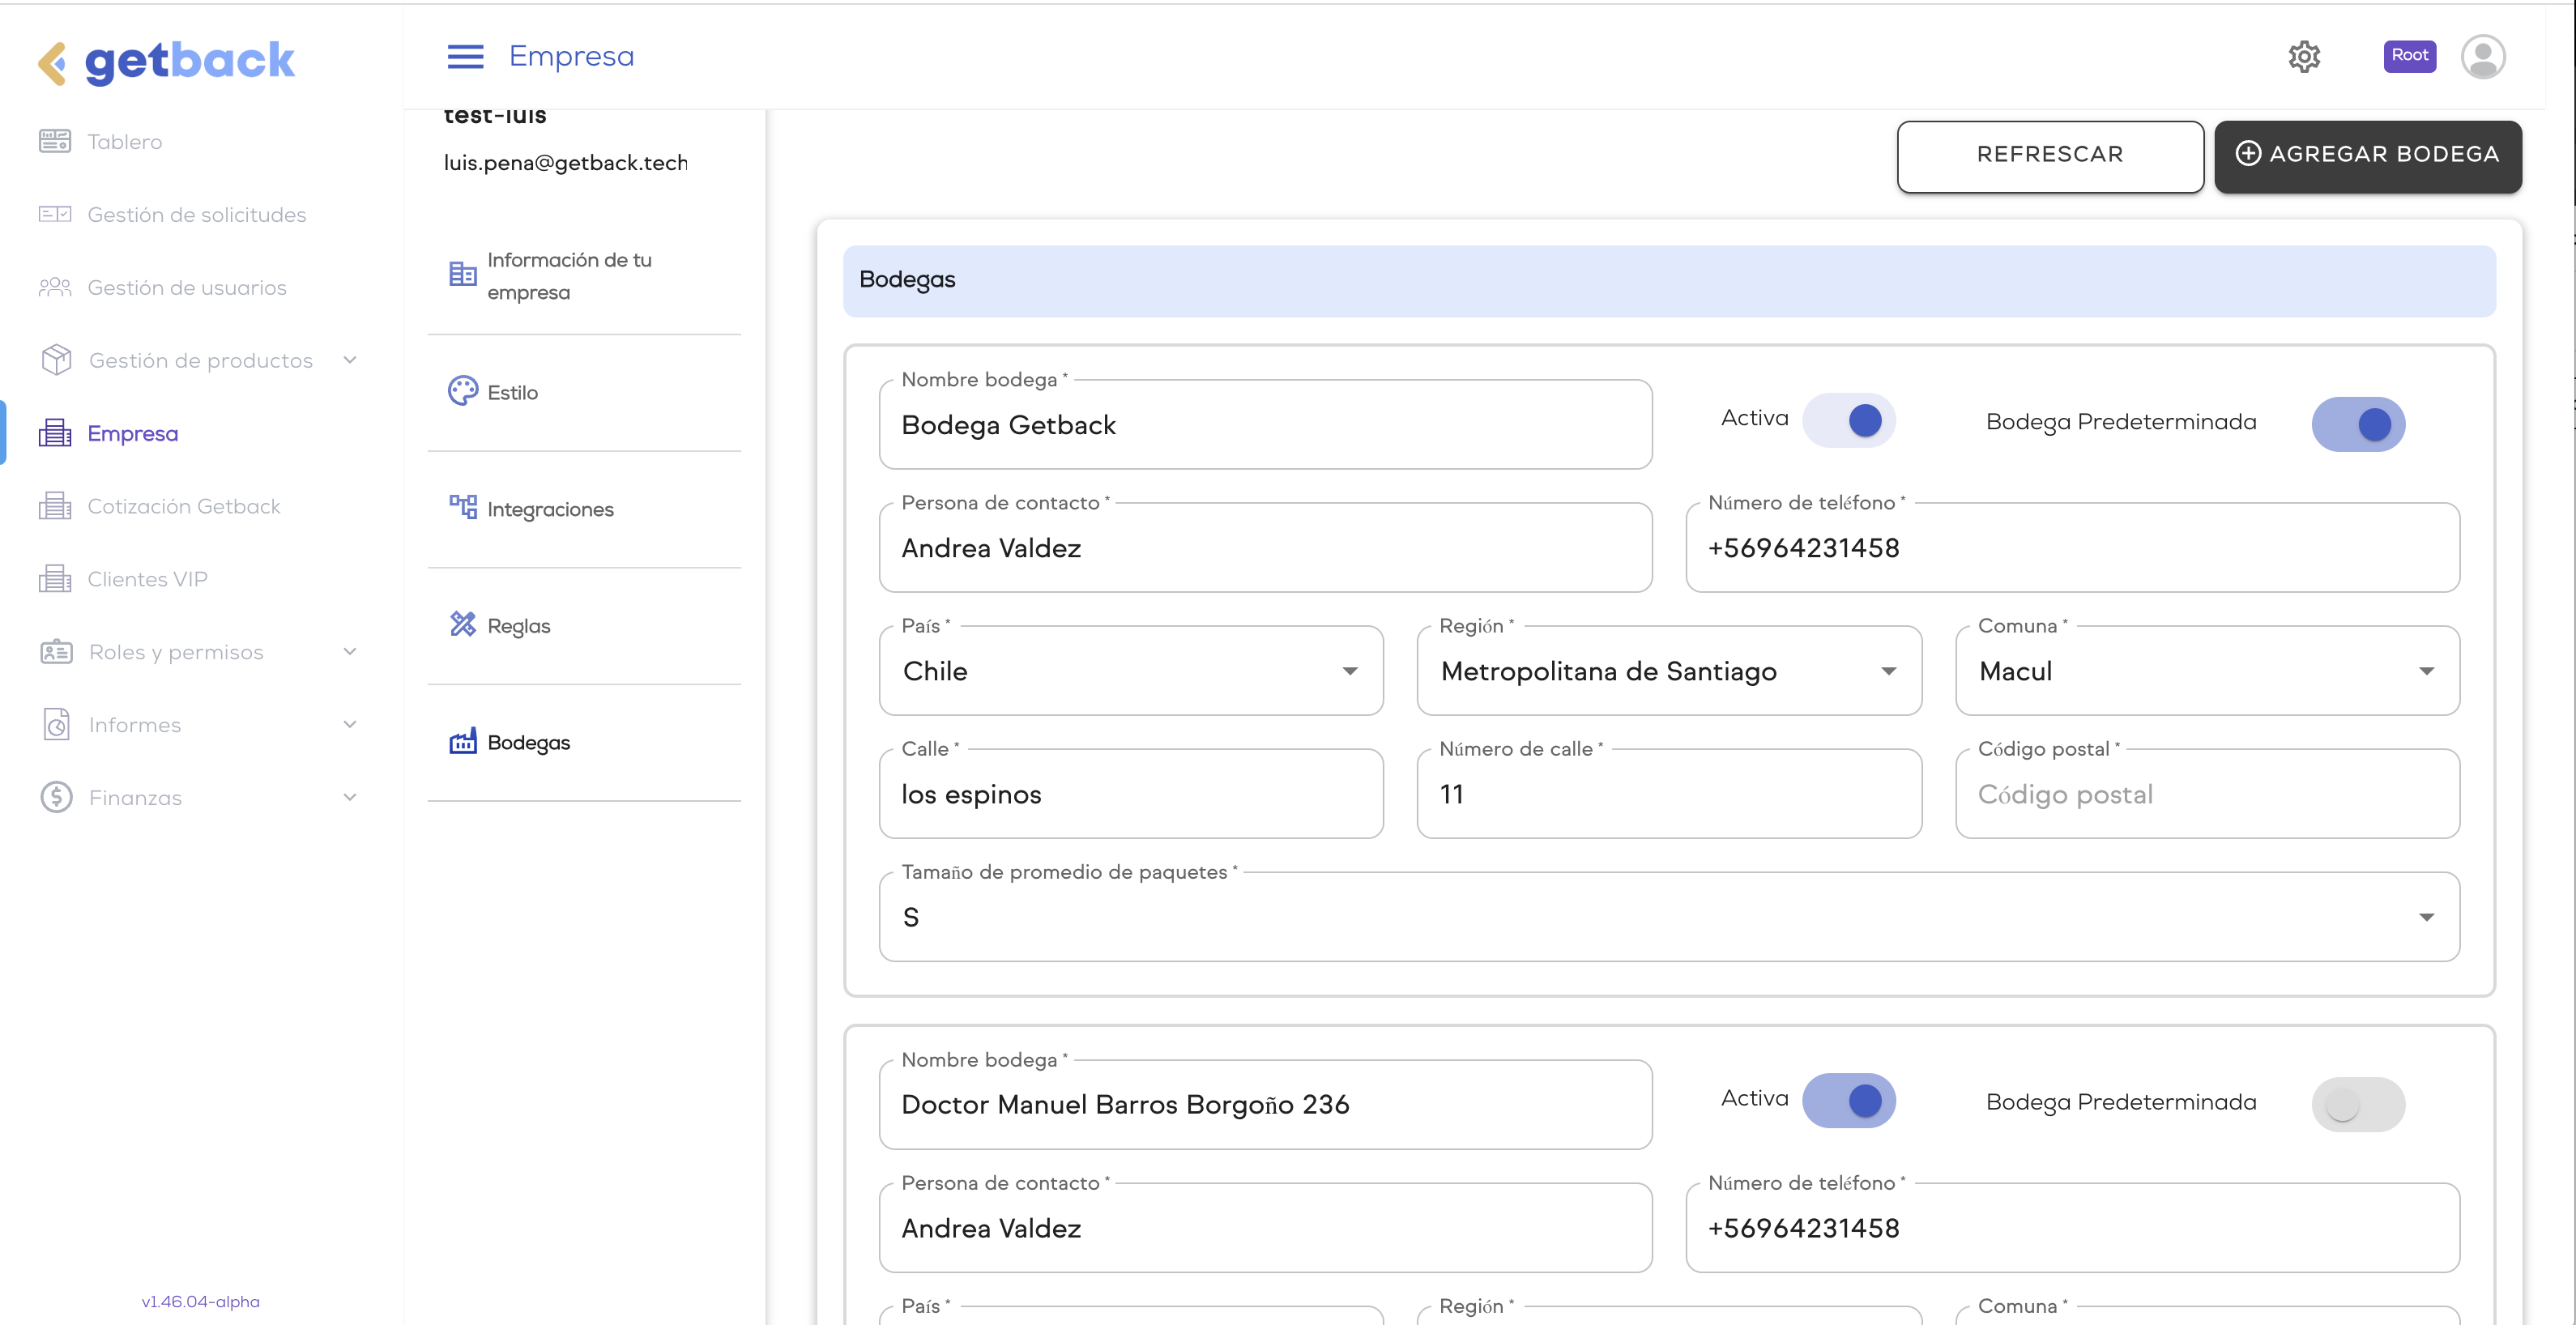 getback
Tablero
Gestión de solicitudes
Gestión de usuarios
Gestión de productos
Empresa
Cotización Getback
Clientes VIP
Roles y permisos
Informes
Finanzas
v1.46.04-alpha
Empresa
Root
test-luis
luis.pena@getback.tech
Información de tu
empresa
Estilo
Integraciones
Reglas
Bodegas
REFRESCAR
AGREGAR BODEGA
Bodegas
Nombre bodega *
Bodega Getback
Activa
Bodega Predeterminada
Persona de contacto *
Andrea Valdez
Número de teléfono *
+56964231458
País *
Chile
Región *
Metropolitana de Santiago
Comuna *
Macul
Calle *
los espinos
Número de calle *
11
Código postal *
Código postal
Tamaño de promedio de paquetes *
S
Nombre bodega *
Doctor Manuel Barros Borgoño 236
Activa
Bodega Predeterminada
Persona de contacto *
Andrea Valdez
Número de teléfono *
+56964231458
País *
Región *
Comuna *